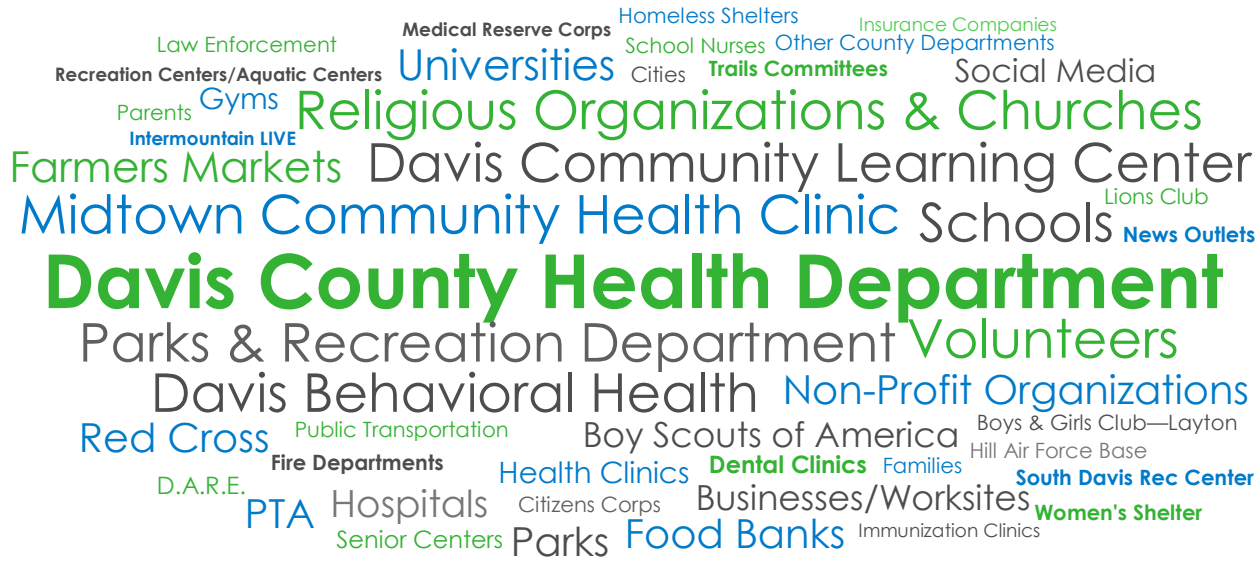 Homeless Shelters
Insurance Companies
Medical Reserve Corps
Law Enforcement
School Nurses
Other County Departments
Recreation Centers/Aquatic Centers
Universities
Cities
Trails Committees
Social Media
Parents
Gyms
Religious Organizations & Churches
Intermountain LIVE
Farmers Markets
Davis Community Learning Center
Midtown Community Health Clinic
Schools
Lions Club
News Outlets
Davis County Health Department
Parks & Recreation Department
Volunteers
Davis Behavioral Health
Non-Profit Organizations
Red Cross
Public Transportation
Boy Scouts of America
Boys & Girls Club—Layton
Hill Air Force Base
Fire Departments
Health Clinics
Dental Clinics
Families
South Davis Rec Center
D.A.R.E.
PTA
Hospitals
Citizens Corps
Businesses/Worksites
Women's Shelter
Senior Centers
Parks
Food Banks
Immunization Clinics